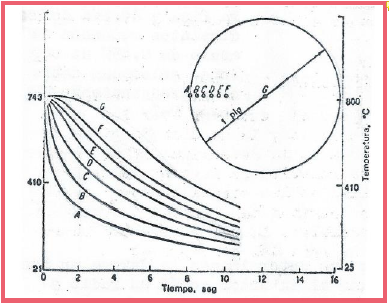 A B C D E F G
1 plg
743
410
21
G
F
E
D
C
B
A
800
410
25
Temperatura, °C
0 2 4 6 8 10 12 14 16
Tiempo, seg